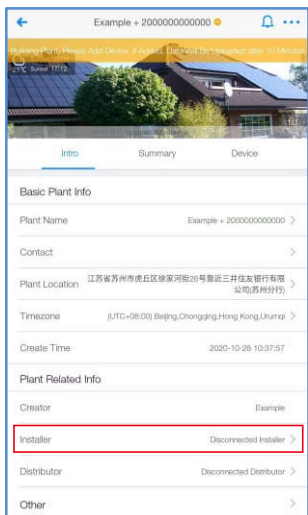 Example + 2000000000000
Building Plant, Please Add Device. If Added, Data Will Be Updated after 10 Minutes
Sunset 17:12
Intro Summary Device
Basic Plant Info
Plant Name Example + 2000000000000
Contact
Plant Location 江苏省苏州市虎丘区徐家河街26号靠近三井住友银行有限
公司(苏州分行)
Timezone (UTC+08:00) Beijing,Chongqing,Hong Kong,Urumqi
Create Time 2020-10-28 10:37:57
Plant Related Info
Creator Example
Installer Disconnected Installer
Distributor Disconnected Distributor
Other